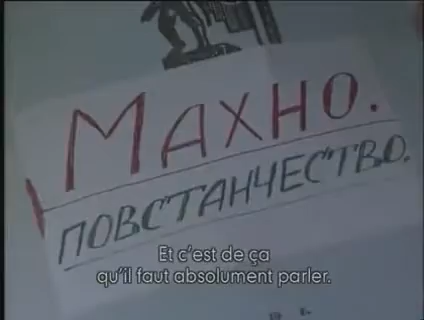 МАХНО.
ПОВСТАНЧЕСТВО.
Et c'est de ça
qu'il faut absolument parler.